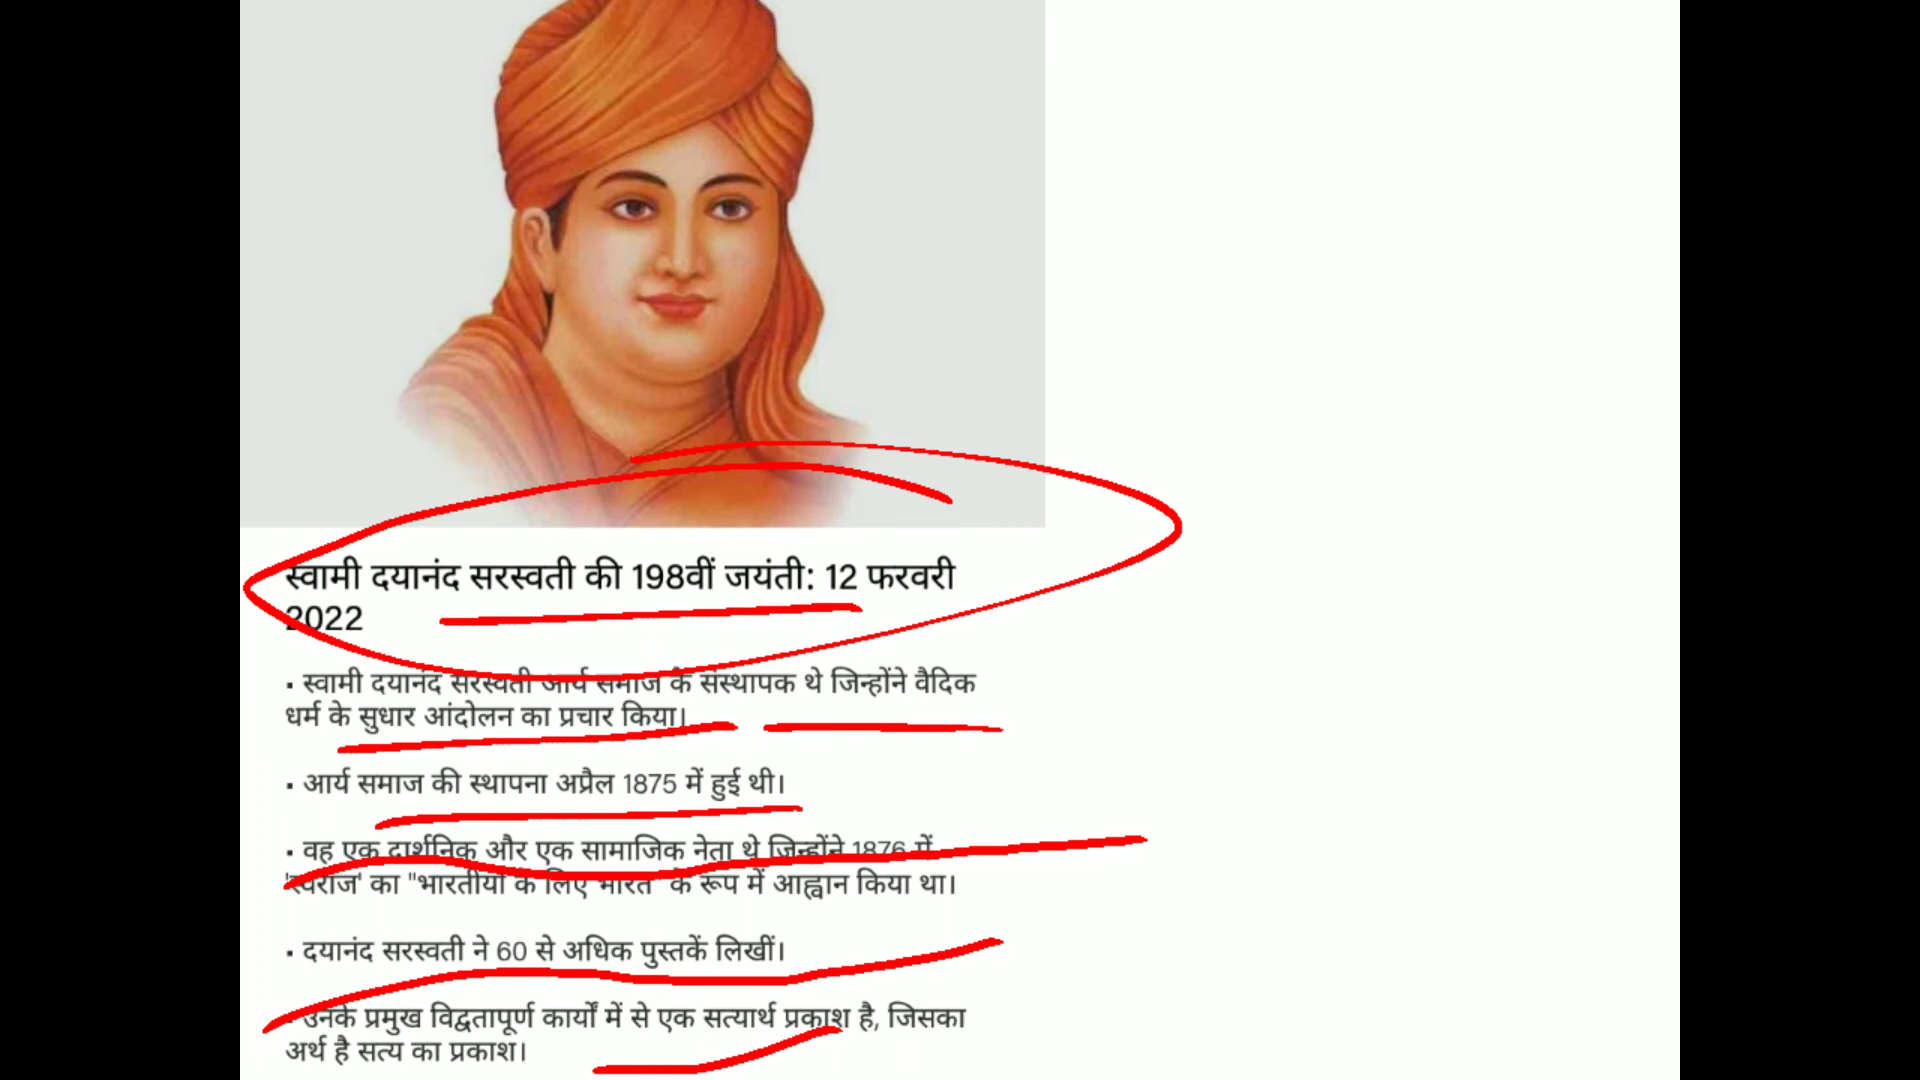 स्वामी दयानंद सरस्वती की 198वीं जयंती: 12 फरवरी
2022
▪ स्वामी दयानंद सरस्वती आर्य समाज के संस्थापक थे जिन्होंने वैदिक
धर्म के सुधार आंदोलन का प्रचार किया।
▪ आर्य समाज की स्थापना अप्रैल 1875 में हुई थी।
▪ वह एक दार्शनिक और एक सामाजिक नेता थे जिन्होंने 1876 में
'स्वराज' का "भारतीयों के लिए भारत" के रूप में आह्वान किया था।
▪ दयानंद सरस्वती ने 60 से अधिक पुस्तकें लिखीं।
▪ उनके प्रमुख विद्वतापूर्ण कार्यों में से एक सत्यार्थ प्रकाश है, जिसका
अर्थ है सत्य का प्रकाश।